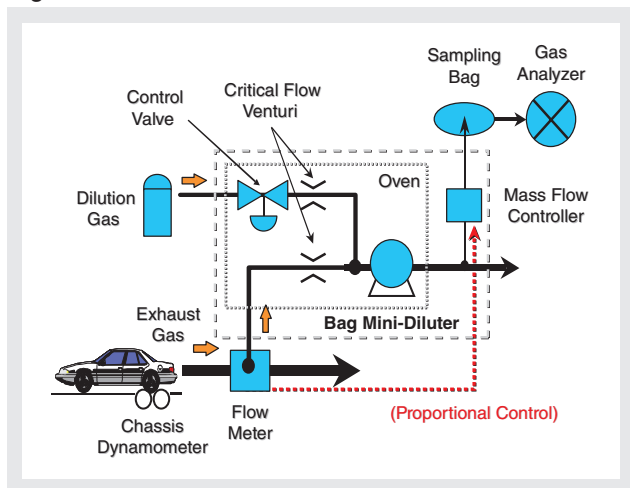 Sampling
Bag
Gas
Analyzer
Control
Valve
Critical Flow
Venturi
Oven
Dilution
Gas
Mass Flow
Controller
Exhaust
Gas
Bag Mini-Diluter
Chassis
Dynamometer
Flow
Meter
(Proportional Control)